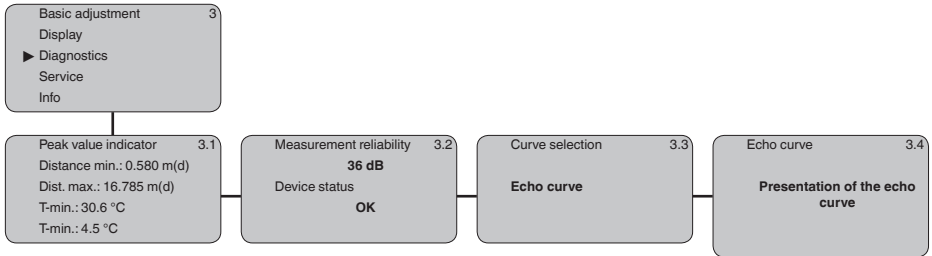 Basic adjustment 3
Display
▶ Diagnostics
Service
Info
Peak value indicator 3.1
Distance min.: 0.580 m(d)
Dist. max.: 16.785 m(d)
T-min.: 30.6 °C
T-min.: 4.5 °C
Measurement reliability 3.2
36 dB
Device status
OK
Curve selection 3.3
Echo curve
Echo curve 3.4
Presentation of the echo
curve